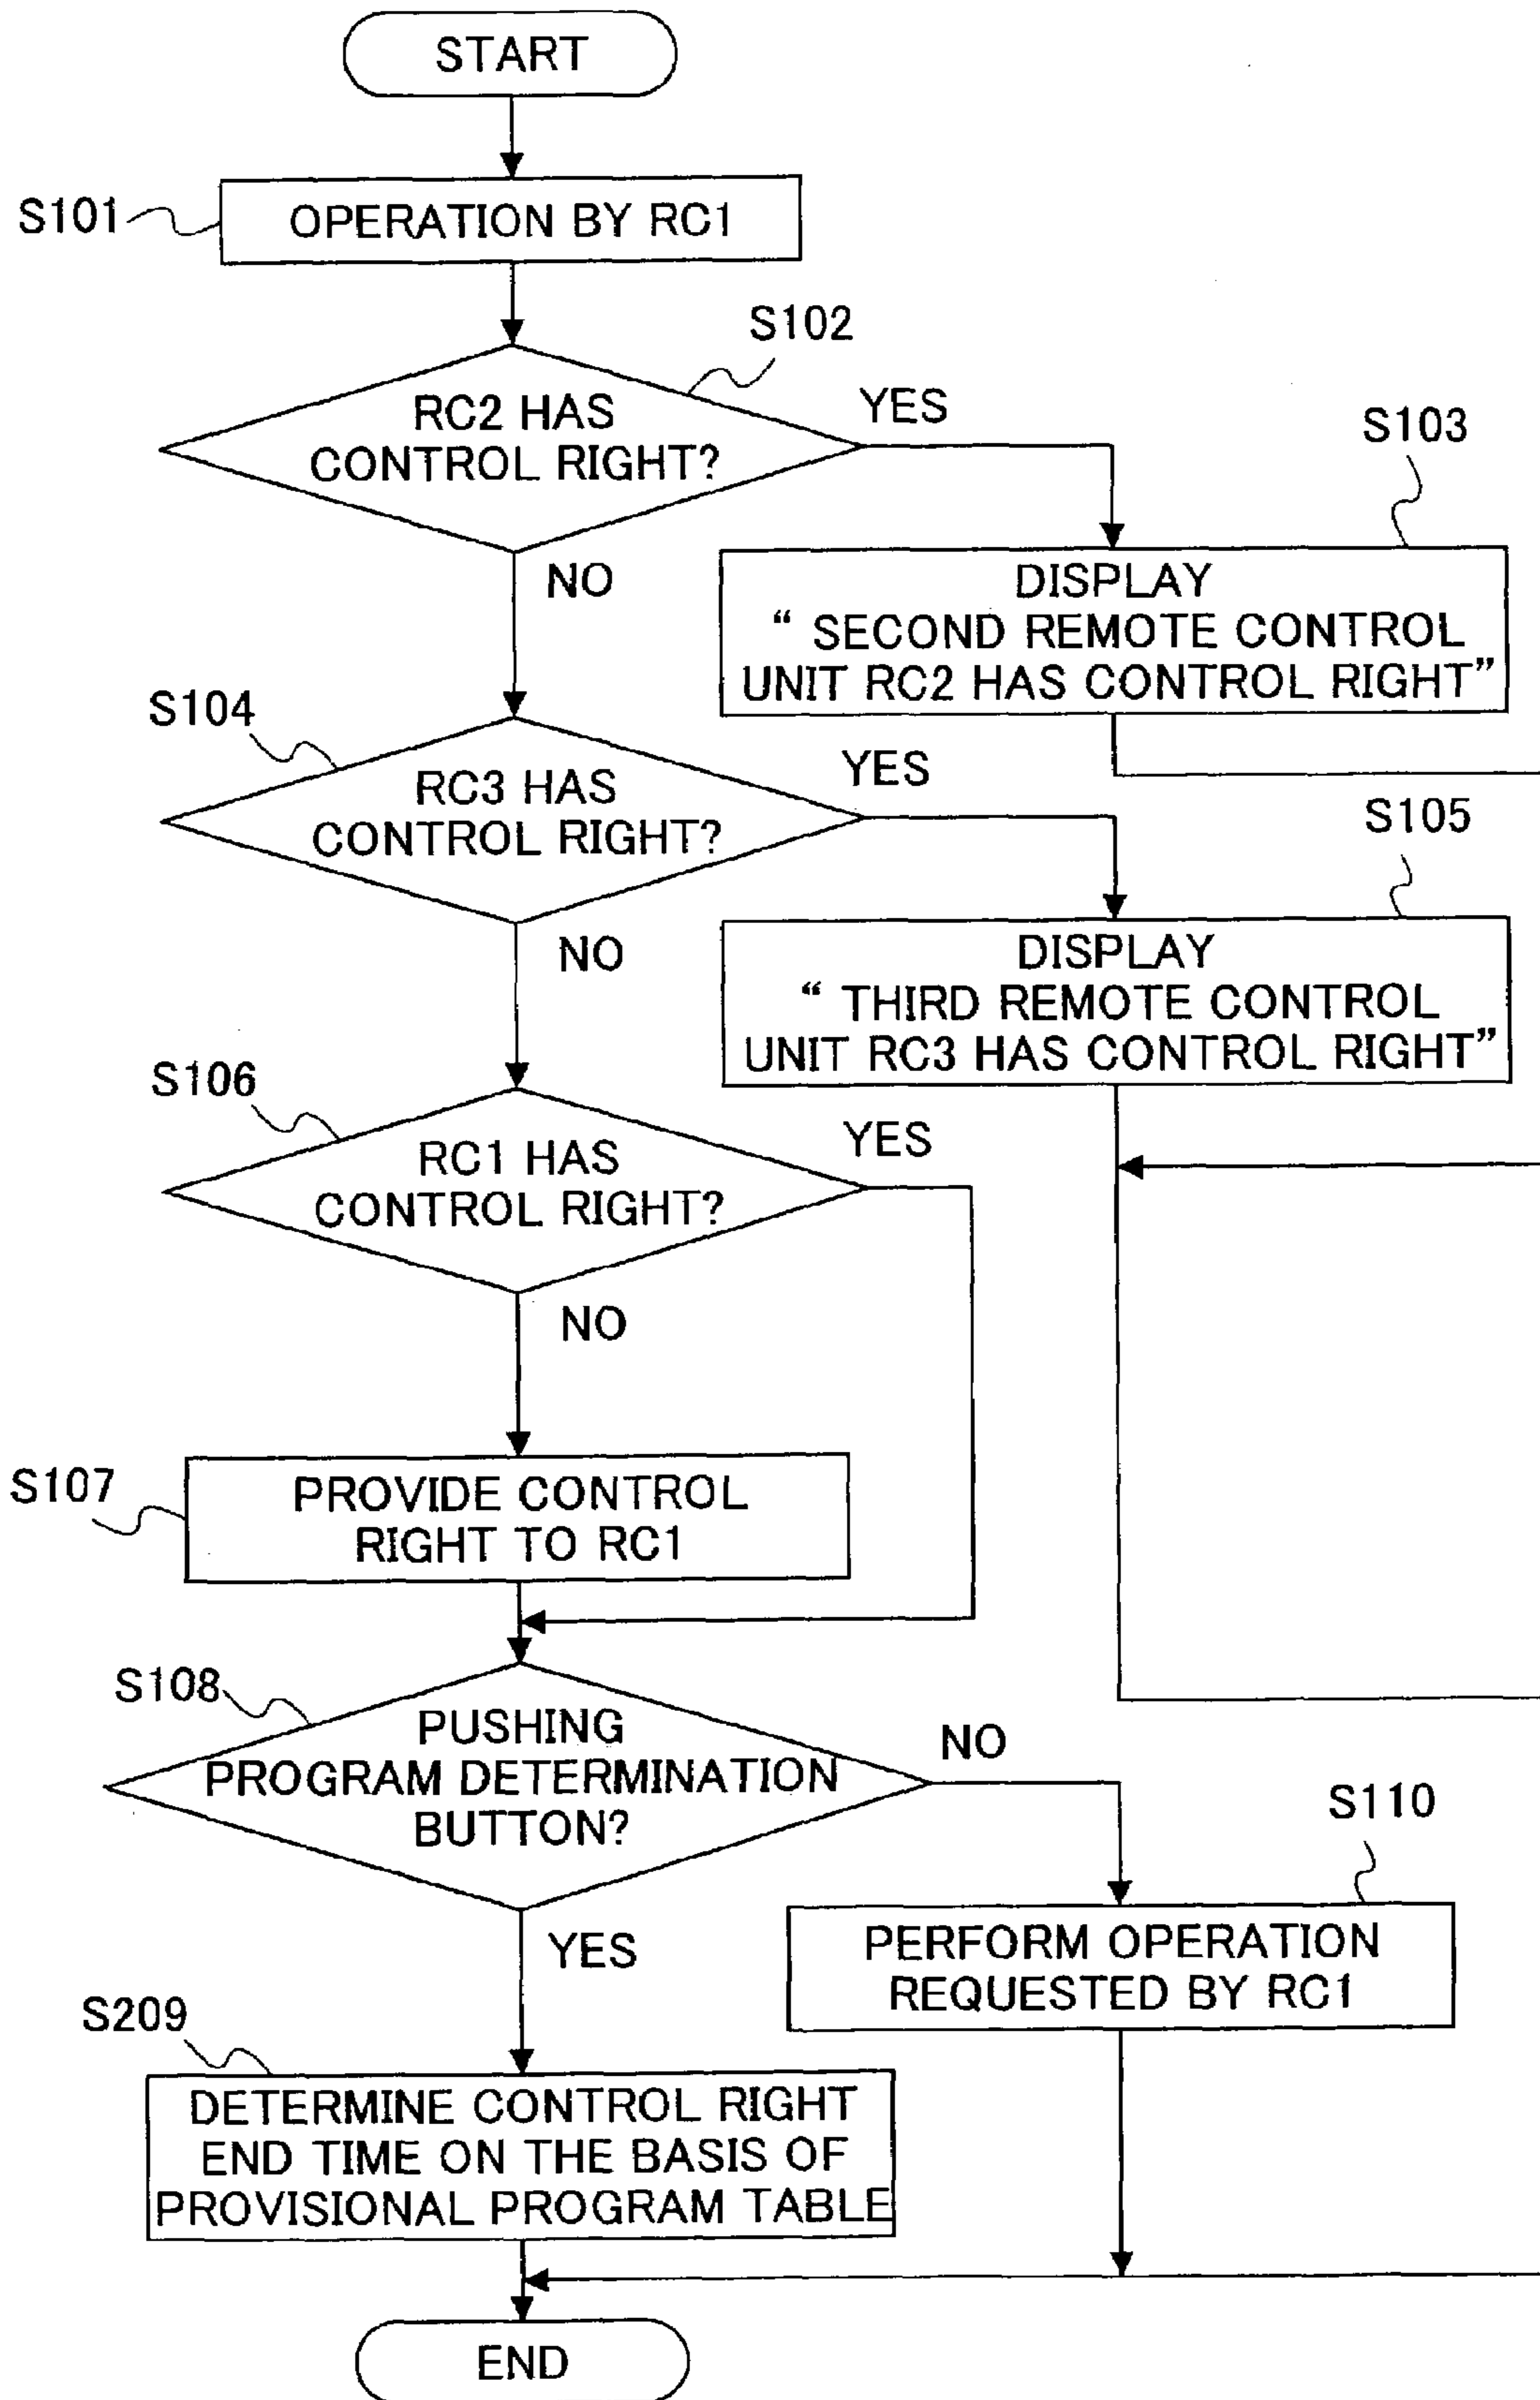 START
S101
OPERATION BY RC1
S102
RC2 HAS
CONTROL RIGHT?
YES
S103
NO
DISPLAY
“ SECOND REMOTE CONTROL
UNIT RC2 HAS CONTROL RIGHT”
S104
RC3 HAS
CONTROL RIGHT?
YES
S105
NO
DISPLAY
“ THIRD REMOTE CONTROL
UNIT RC3 HAS CONTROL RIGHT”
S106
RC1 HAS
CONTROL RIGHT?
YES
NO
S107
PROVIDE CONTROL
RIGHT TO RC1
S108
PUSHING
PROGRAM DETERMINATION
BUTTON?
NO
S110
YES
PERFORM OPERATION
REQUESTED BY RC1
S209
DETERMINE CONTROL RIGHT
END TIME ON THE BASIS OF
PROVISIONAL PROGRAM TABLE
END